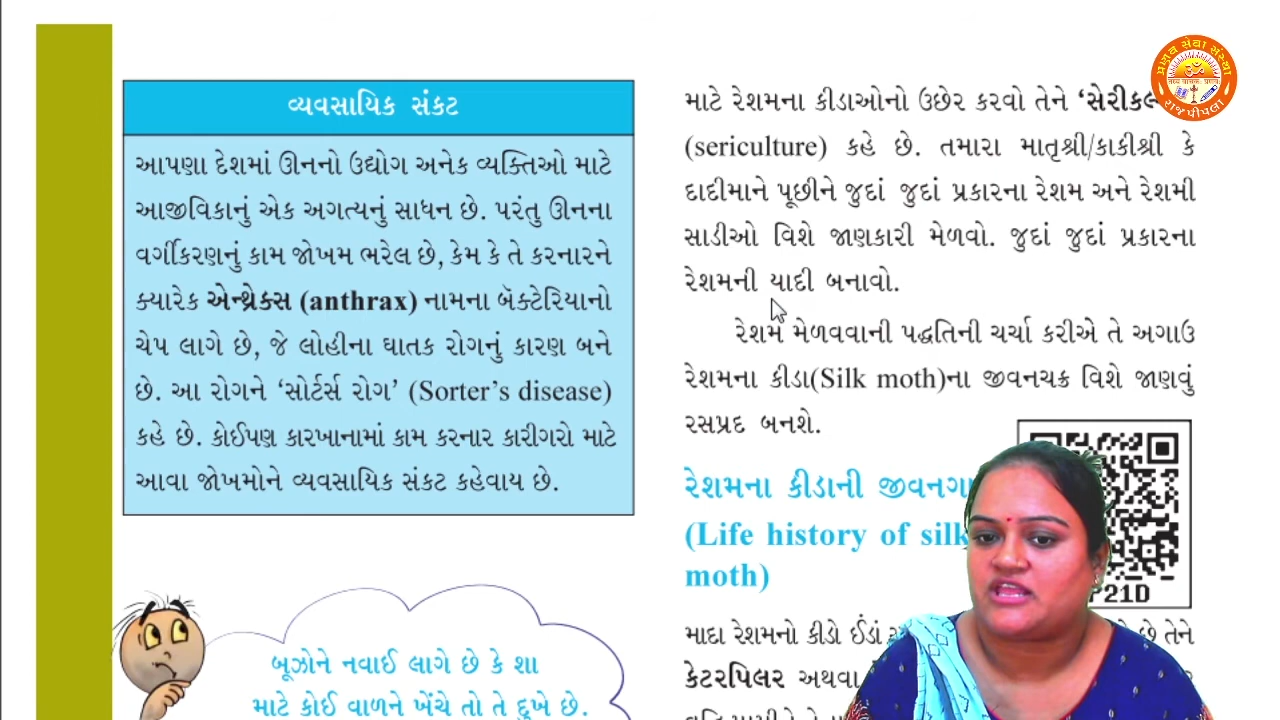 વ્યવસાયિક સંકટ
આપણા દેશમાં ઊનનો ઉદ્યોગ અનેક વ્યક્તિઓ માટે
આજીવિકાનું એક અગત્યનું સાધન છે. પરંતુ ઊનના
વર્ગીકરણનું કામ જોખમ ભરેલ છે, કેમ કે તે કરનારને
ક્યારેક એન્થ્રેક્સ (anthrax) નામના બૅક્ટેરિયાનો
ચેપ લાગે છે, જે લોહીના ઘાતક રોગનું કારણ બને
છે. આ રોગને ‘સોર્ટર્સ રોગ’ (Sorter’s disease)
કહે છે. કોઈપણ કારખાનામાં કામ કરનાર કારીગરો માટે
આવા જોખમોને વ્યવસાયિક સંકટ કહેવાય છે.
બૂઝોને નવાઈ લાગે છે કે શા
માટે કોઈ વાળને ખેંચે તો તે દુખે છે.
માટે રેશમના કીડાઓનો ઉછેર કરવો તેને
(sericulture) કહે છે. તમારા માતૃશ્રી/કાકીશ્રી કે
દાદીમાને પૂછીને જુદાં જુદાં પ્રકારના રેશમ અને રેશમી
સાડીઓ વિશે જાણકારી મેળવો. જુદાં જુદાં પ્રકારના
રેશમની યાદી બનાવો.
રેશમ મેળવવાની પદ્ધતિની ચર્ચા કરીએ તે અગાઉ
રેશમના કીડા(Silk moth)ના જીવનચક્ર વિશે જાણવું
રસપ્રદ બનશે.
રેશમના કીડાની
(Life history of silk
moth)
માદા રેશમનો કીડો ઈંડાં
છે તેને
કેટરપિલર અથવા
પ્રણવ સેવા સંસ્થા
રાજપીપલા